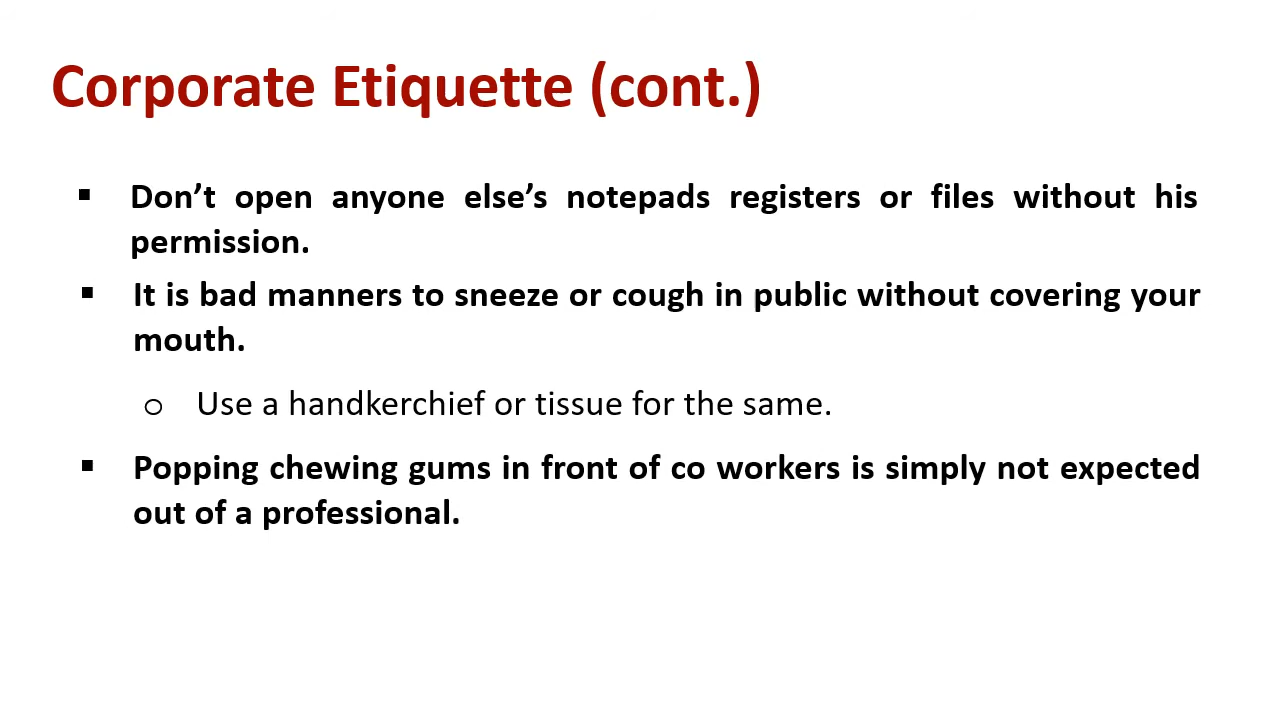 Corporate Etiquette (cont.)
▪ Don’t open anyone else’s notepads registers or files without his
permission.
▪ It is bad manners to sneeze or cough in public without covering your
mouth.
o Use a handkerchief or tissue for the same.
▪ Popping chewing gums in front of co workers is simply not expected
out of a professional.